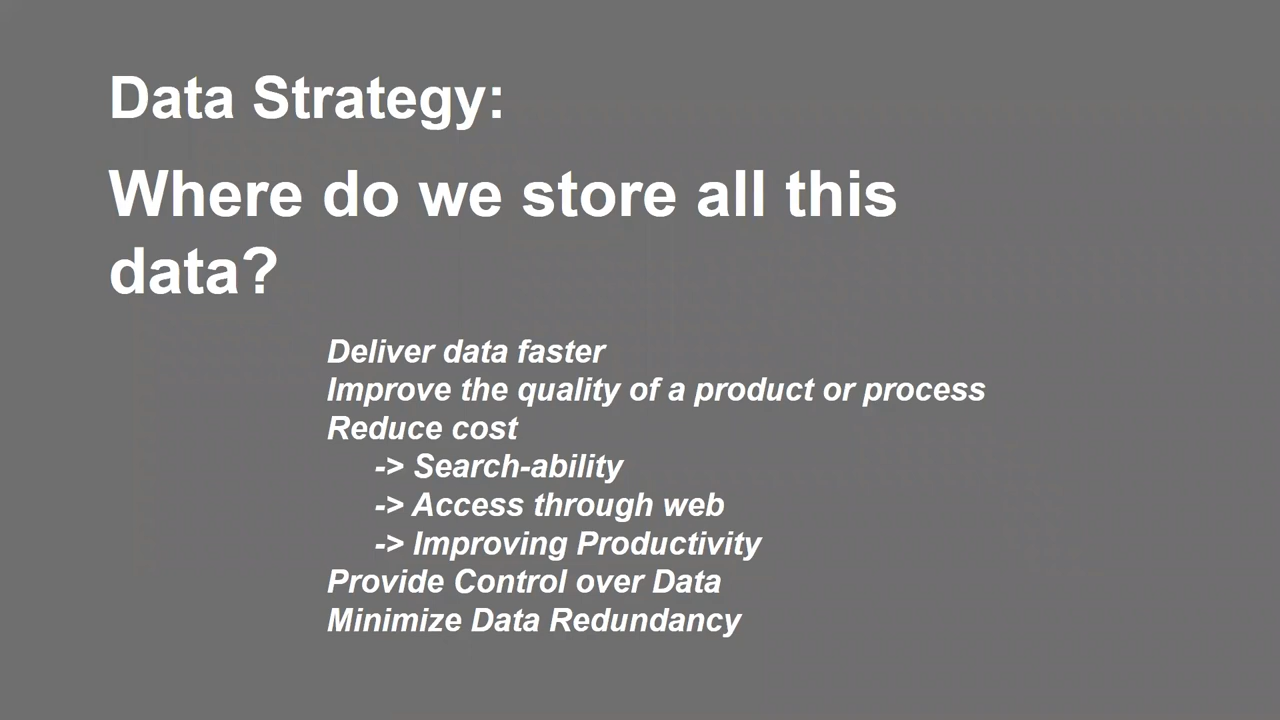 Data Strategy:
Where do we store all this
data?
Deliver data faster
Improve the quality of a product or process
Reduce cost
-> Search-ability
-> Access through web
-> Improving Productivity
Provide Control over Data
Minimize Data Redundancy